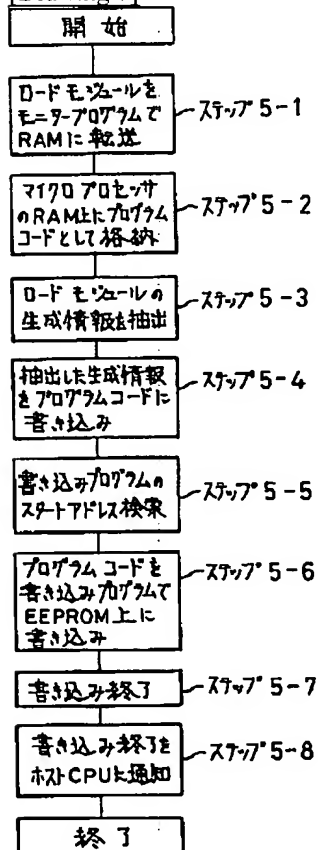 開始
ロードモジュールを
モニタープログラムで
RAMに転送
ステップ 5-1
マイクロプロセッサ
のRAM上にプログラム
コードとして格納
ステップ 5-2
ロードモジュールの
生成情報を抽出
ステップ 5-3
抽出した生成情報
をプログラムコードに
書き込み
ステップ 5-4
書き込みプログラムの
スタートアドレス検索
ステップ 5-5
プログラムコードを
書き込みプログラムで
EEPROM上に
書き込み
ステップ 5-6
書き込み終了
ステップ 5-7
書き込み終了を
ホストCPUに通知
ステップ 5-8
終了